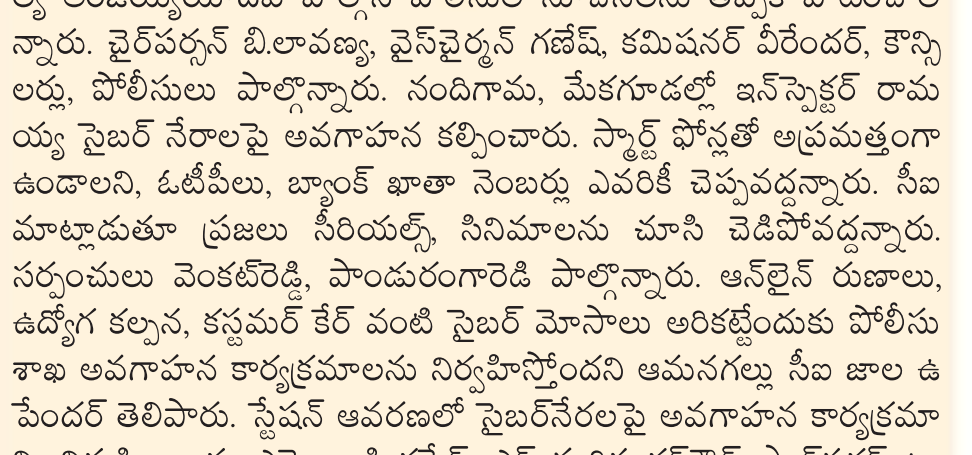 న్నారు. చైర్‌పర్సన్ బి.లావణ్య, వైస్‌చైర్మన్ గణేష్, కమిషనర్ వీరేందర్, కౌన్సి
లర్లు, పోలీసులు పాల్గొన్నారు. నందిగామ, మేకగూడల్లో ఇన్‌స్పెక్టర్ రామ
య్య సైబర్ నేరాలపై అవగాహన కల్పించారు. స్మార్ట్ ఫోన్లతో అప్రమత్తంగా
ఉండాలని, ఓటీపీలు, బ్యాంక్ ఖాతా నెంబర్లు ఎవరికీ చెప్పవద్దన్నారు. సీఐ
మాట్లాడుతూ ప్రజలు సీరియల్స్, సినిమాలను చూసి చెడిపోవద్దన్నారు.
సర్పంచులు వెంకట్‌రెడ్డి, పాండురంగారెడి పాల్గొన్నారు. ఆన్‌లైన్ రుణాలు,
ఉద్యోగ కల్పన, కస్టమర్ కేర్ వంటి సైబర్ మోసాలు అరికట్టేందుకు పోలీసు
శాఖ అవగాహన కార్యక్రమాలను నిర్వహిస్తోందని ఆమనగల్లు సీఐ జాల ఉ
పేందర్ తెలిపారు. స్టేషన్ ఆవరణలో సైబర్‌నేరలపై అవగాహన కార్యక్రమా